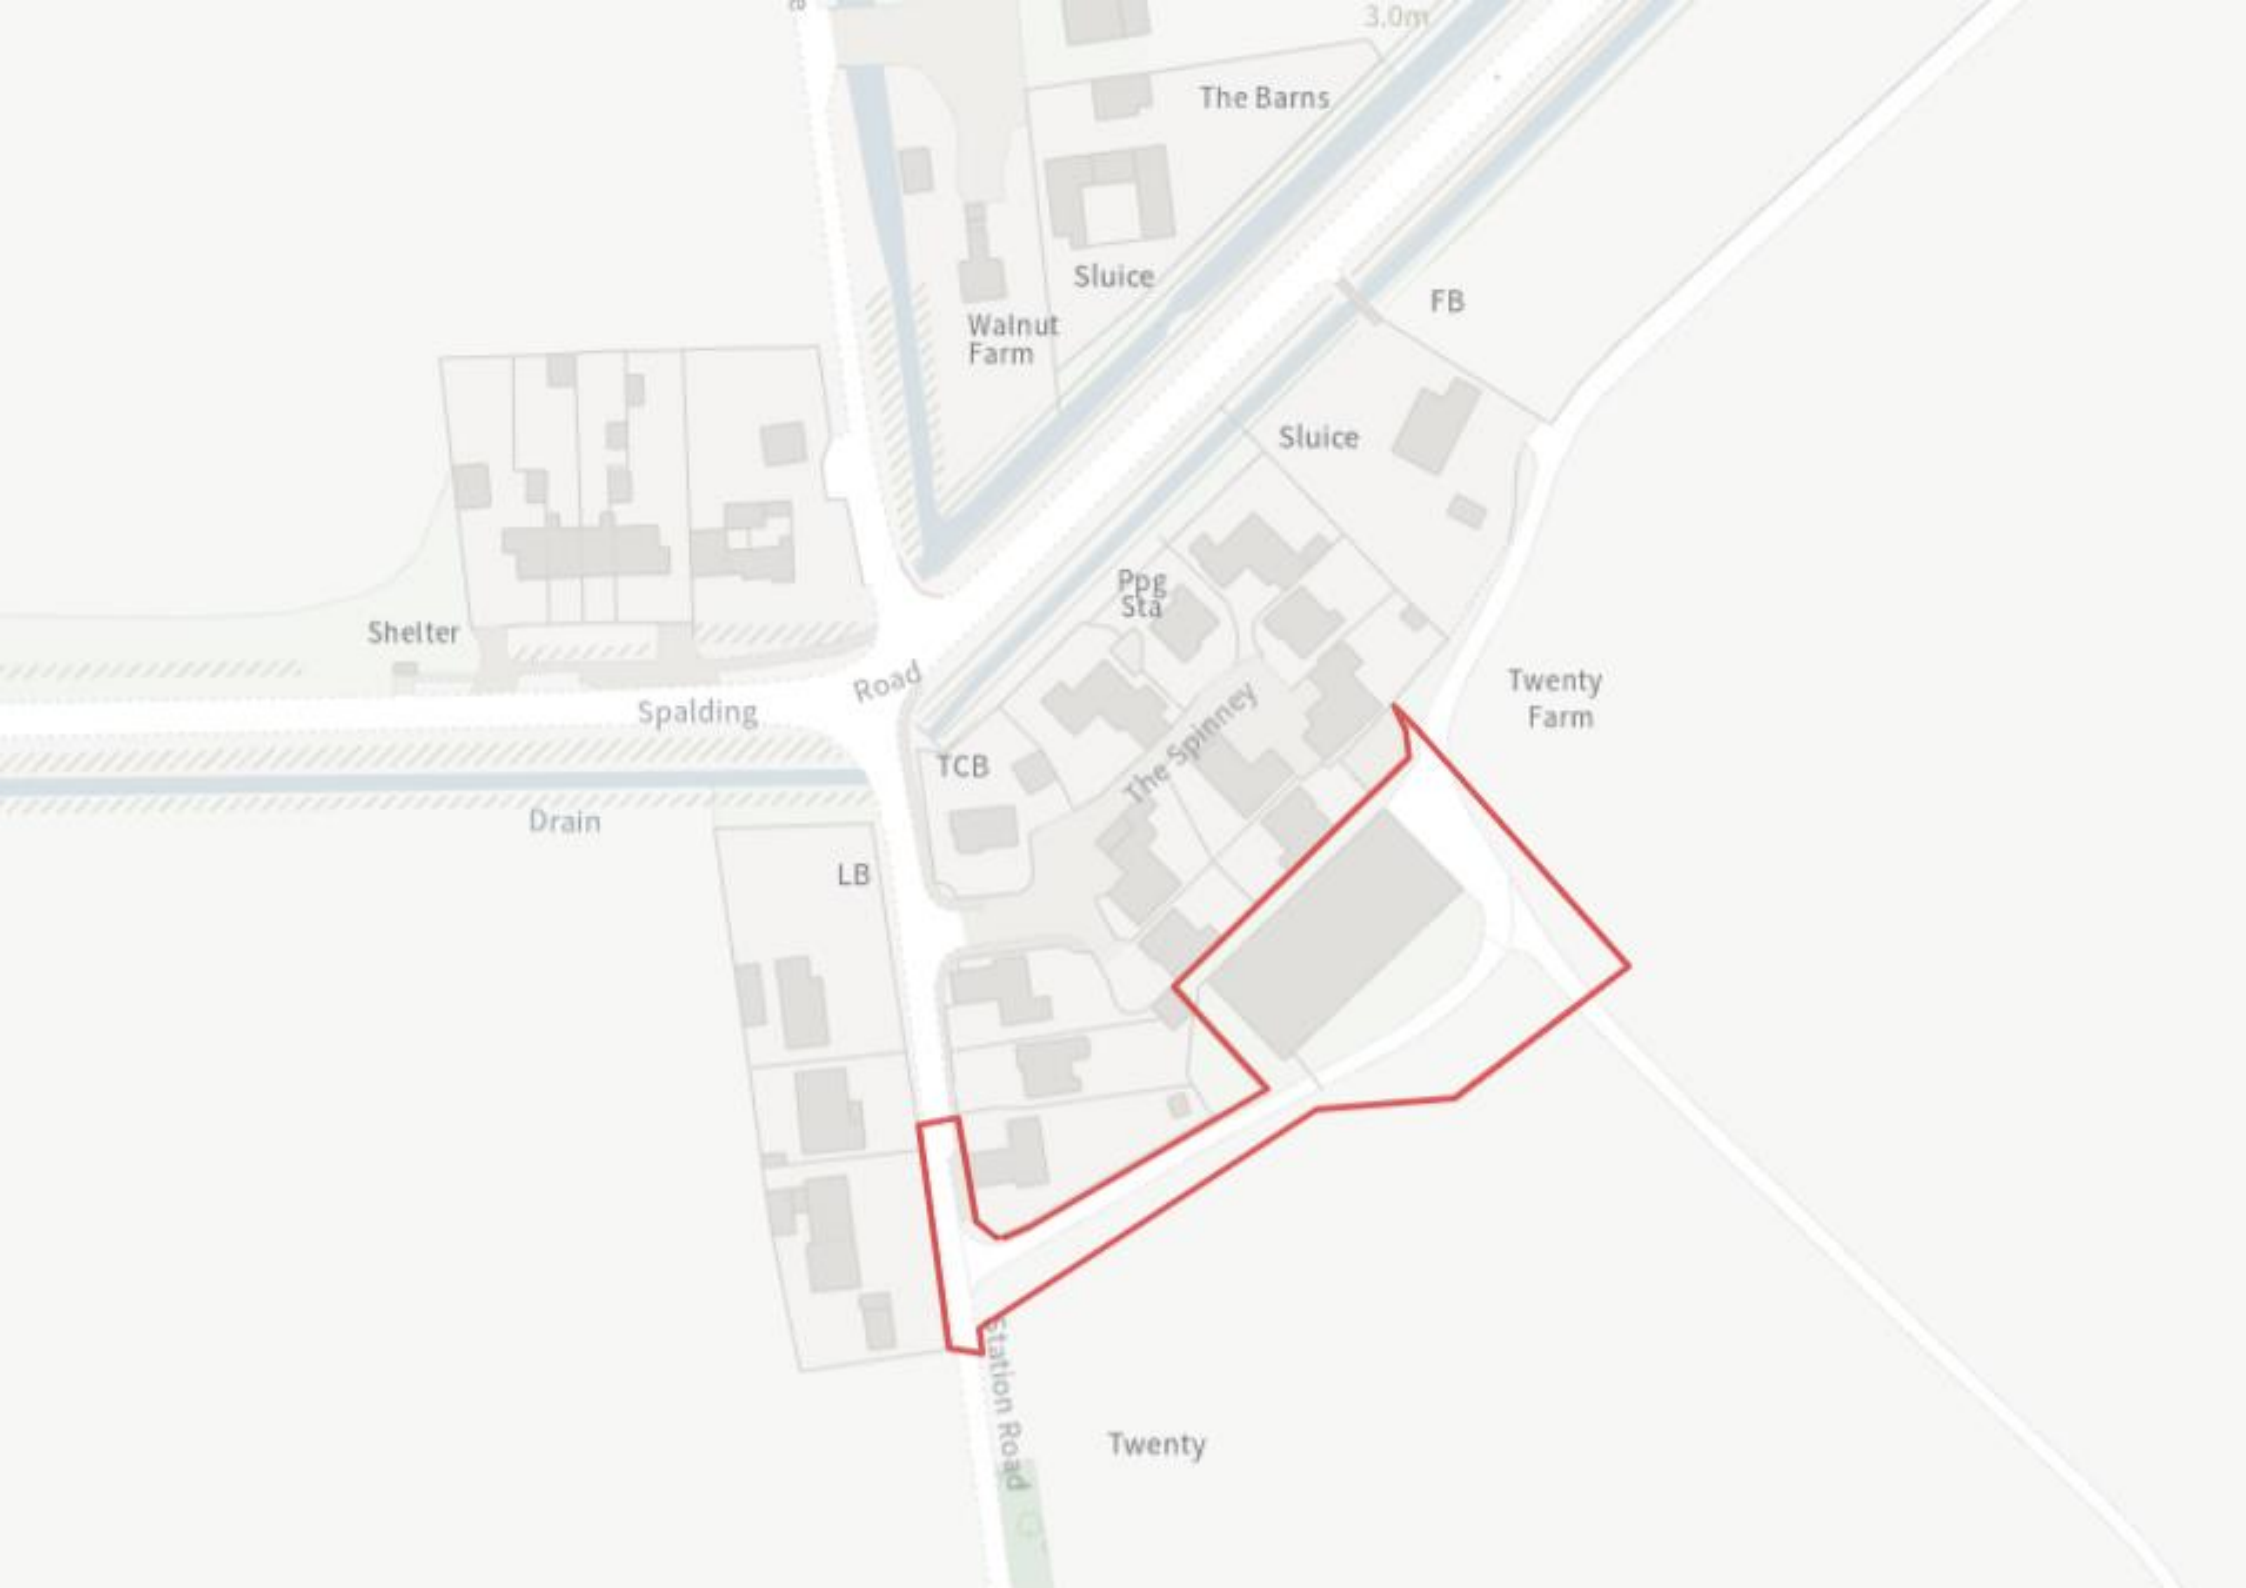 3.0m
The Barns
Sluice
FB
Walnut
Farm
Sluice
Ppg
Sta
Shelter
Road
Spalding
Twenty
Farm
The Spinney
TCB
Drain
LB
Station Road
Twenty